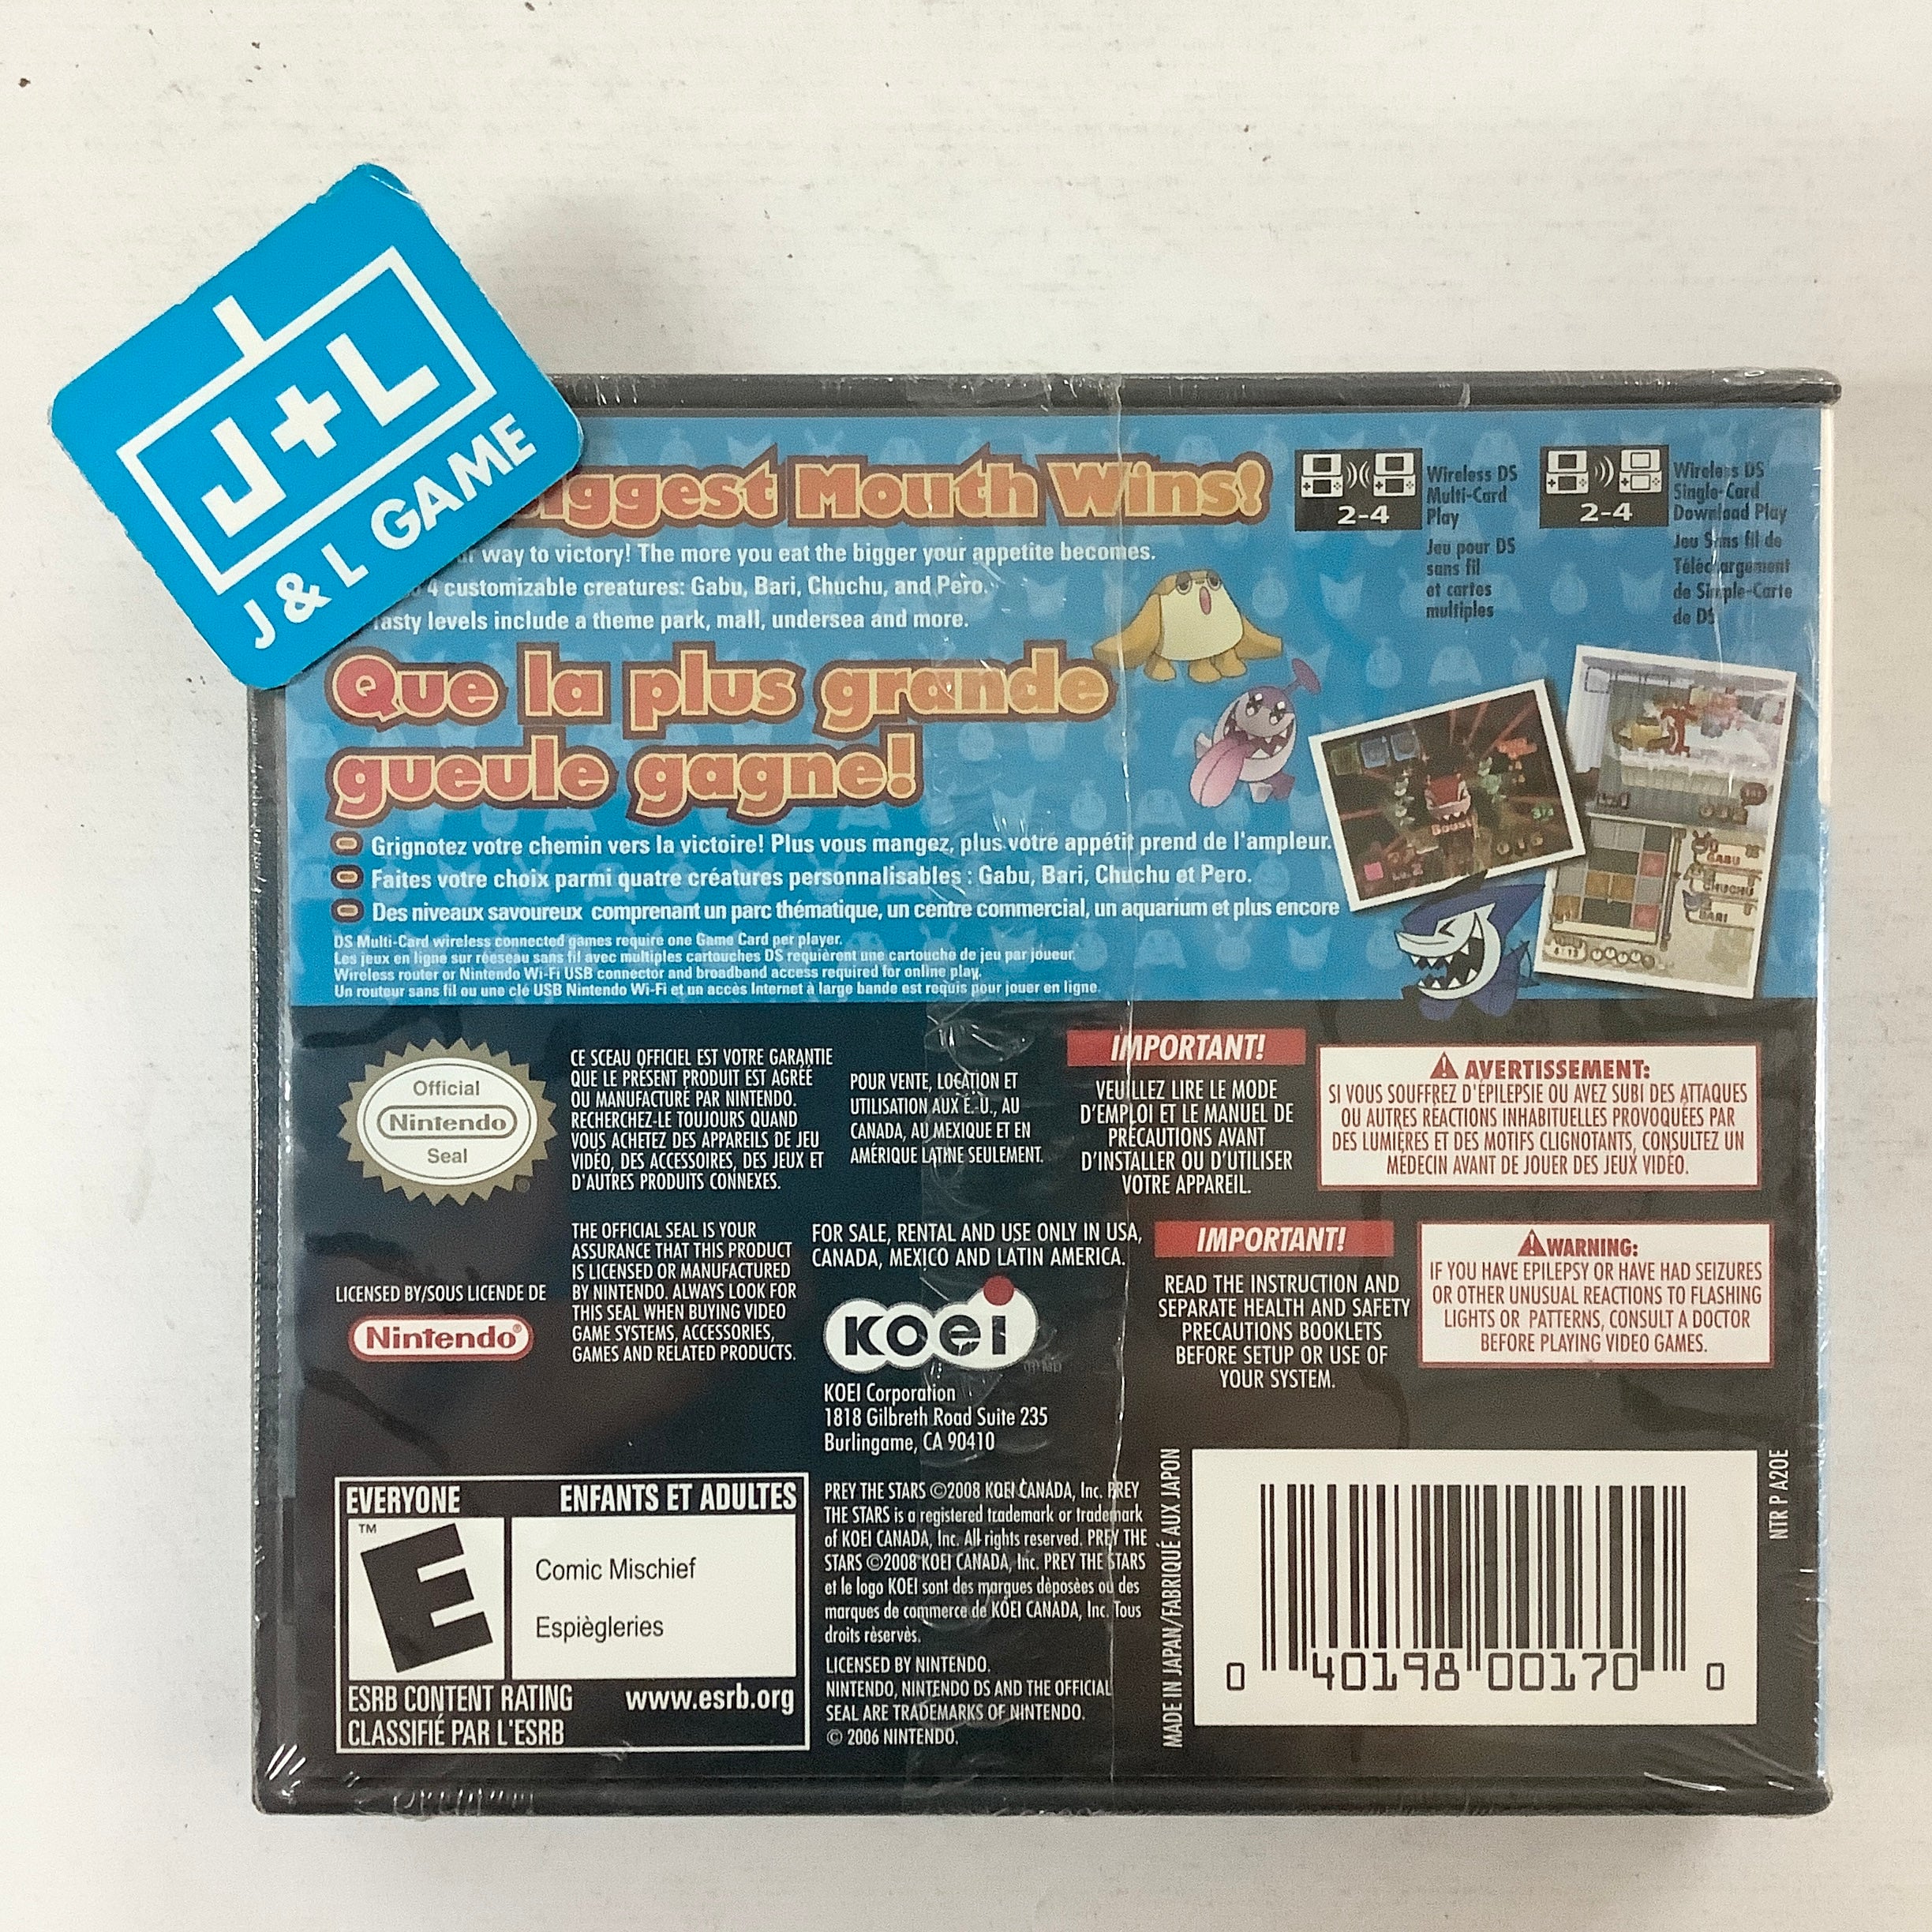 J+L
J & L GAME
iggest Mouth Wins!
way to victory! The more you eat the bigger your appetite becomes.
4 customizable creatures: Gabu, Bari, Chuchu, and Pero.
Tasty levels include a theme park, mall, undersea and more.
2-4
Wireless DS
Multi-Card
Play
Jeu pour DS
sans fil
et cartes
multiples
2-4
Wireless DS
Single-Card
Download Play
Jeu Sans fil de
Téléchargement
de Simple-Carte
de DS
Que la plus grande
gueule gagne!
Grignotez votre chemin vers la victoire! Plus vous mangez, plus votre appétit prend de l'ampleur.
Faites votre choix parmi quatre créatures personnalisables : Gabu, Bari, Chuchu et Pero.
Des niveaux savoureux comprenant un parc thématique, un centre commercial, un aquarium et plus encore
DS Multi-Card wireless connected games require one Game Card per player.
Les jeux en ligne sur réseau sans fil avec multiples cartouches DS requièrent une cartouche de jeu par joueur.
Wireless router or Nintendo Wi-Fi USB connector and broadband access required for online play.
Un routeur sans fil ou une clé USB Nintendo Wi-Fi et un accès Internet à large bande est requis pour jouer en ligne.
Boost
GABU
CHUCHU
BARI
Official
Nintendo
Seal
CE SCEAU OFFICIEL EST VOTRE GARANTIE
QUE LE PRÉSENT PRODUIT EST AGRÉÉ
OU MANUFACTURÉ PAR NINTENDO.
RECHERCHEZ-LE TOUJOURS QUAND
VOUS ACHETEZ DES APPAREILS DE JEU
VIDÉO, DES ACCESSOIRES, DES JEUX ET
D'AUTRES PRODUITS CONNEXES.
POUR VENTE, LOCATION ET
UTILISATION AUX É.-U., AU
CANADA, AU MEXIQUE ET EN
AMÉRIQUE LATINE SEULEMENT.
IMPORTANT!
VEUILLEZ LIRE LE MODE
D'EMPLOI ET LE MANUEL DE
PRÉCAUTIONS AVANT
D'INSTALLER OU D'UTILISER
VOTRE APPAREIL.
AVERTISSEMENT:
SI VOUS SOUFFREZ D'ÉPILEPSIE OU AVEZ SUBI DES ATTAQUES
OU AUTRES RÉACTIONS INHABITUELLES PROVOQUÉES PAR
DES LUMIÈRES ET DES MOTIFS CLIGNOTANTS, CONSULTEZ UN
MÉDECIN AVANT DE JOUER DES JEUX VIDÉO.
LICENSED BY/SOUS LICENDE DE
Nintendo®
THE OFFICIAL SEAL IS YOUR
ASSURANCE THAT THIS PRODUCT
IS LICENSED OR MANUFACTURED
BY NINTENDO. ALWAYS LOOK FOR
THIS SEAL WHEN BUYING VIDEO
GAME SYSTEMS, ACCESSORIES,
GAMES AND RELATED PRODUCTS.
FOR SALE, RENTAL AND USE ONLY IN USA,
CANADA, MEXICO AND LATIN AMERICA.
KOEI
KOEI Corporation
1818 Gilbreth Road Suite 235
Burlingame, CA 90410
IMPORTANT!
READ THE INSTRUCTION AND
SEPARATE HEALTH AND SAFETY
PRECAUTIONS BOOKLETS
BEFORE SETUP OR USE OF
YOUR SYSTEM.
WARNING:
IF YOU HAVE EPILEPSY OR HAVE HAD SEIZURES
OR OTHER UNUSUAL REACTIONS TO FLASHING
LIGHTS OR PATTERNS, CONSULT A DOCTOR
BEFORE PLAYING VIDEO GAMES.
EVERYONE ENFANTS ET ADULTES
TM
E
Comic Mischief
Espiègleries
ESRB CONTENT RATING www.esrb.org
CLASSIFIÉ PAR L'ESRB
PREY THE STARS ©2008 KOEI CANADA, Inc. PREY
THE STARS is a registered trademark or trademark
of KOEI CANADA, Inc. All rights reserved. PREY THE
STARS ©2008 KOEI CANADA, Inc. PREY THE STARS
et le logo KOEI sont des marques dèposées ou des
marques de commerce de KOEI CANADA, Inc. Tous
droits rèservès.
LICENSED BY NINTENDO.
NINTENDO, NINTENDO DS AND THE OFFICIAL
SEAL ARE TRADEMARKS OF NINTENDO.
© 2006 NINTENDO.
MADE IN JAPAN/FABRIQUÉ AUX JAPON
0 40198 00170 0
NTR P A20E